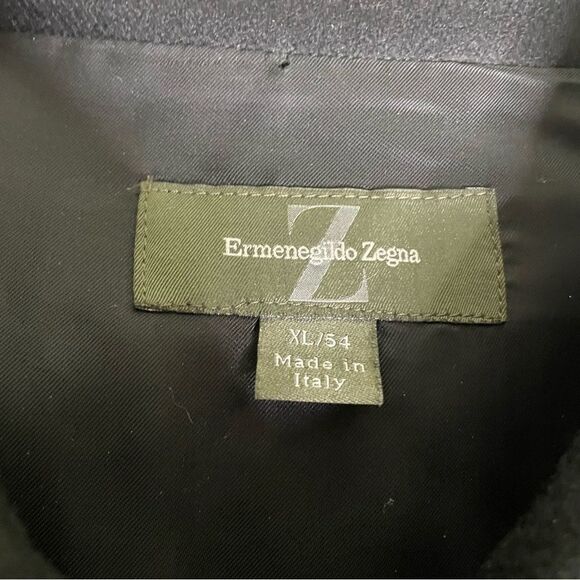 Z
Ermenegildo Zegna
XL/54
Made in
Italy